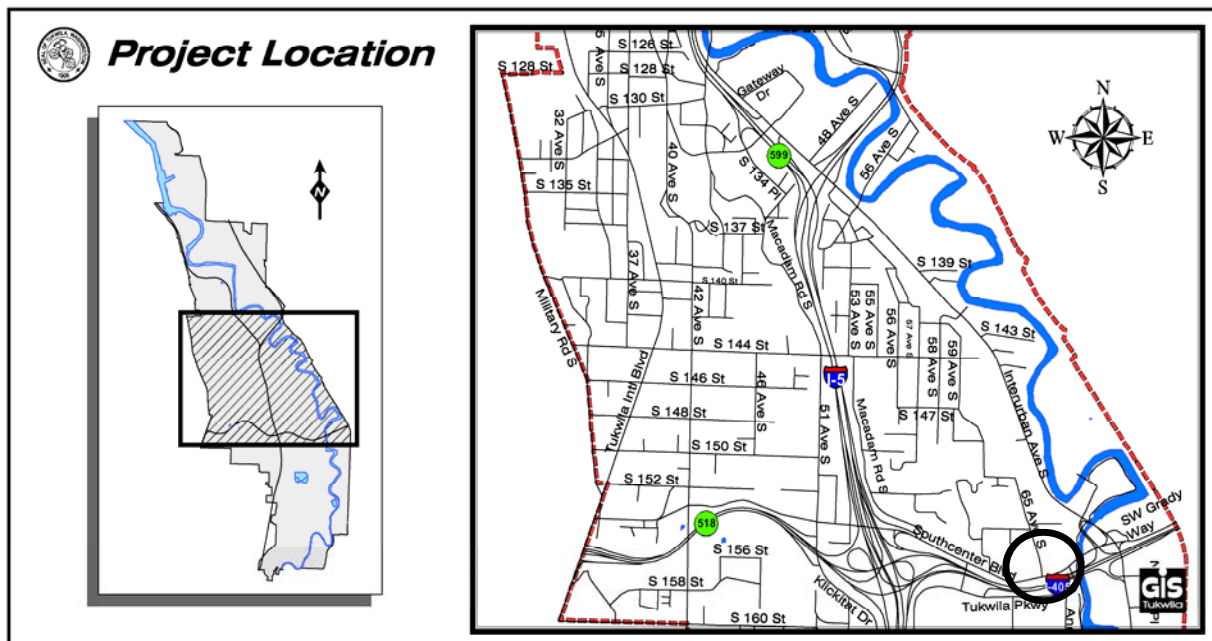 SEAL OF TUKWILA, WASHINGTON
1908
Project Location
N
S 126 St
S 128 St
S 128 St
S 130 St
Gateway Dr
32 Ave S
40 Ave S
48 Ave S
56 Ave S
599
S 134 Pl
S 135 St
S 137 St
Macadam Rd S
37 Ave S
S 139 St
S 140 St
42 Ave S
Military Rd S
53 Ave S
55 Ave S
56 Ave S
57 Ave S
58 Ave S
59 Ave S
S 143 St
S 144 St
Tukwila Intl Blvd
I-5
S 146 St
46 Ave S
Interurban Ave S
S 147 St
S 148 St
51 Ave S
Macadam Rd S
S 150 St
S 152 St
65 Ave S
SW Grady Way
518
Southcenter Blvd
S 156 St
S 158 St
Klickitat Dr
I-405
Tukwila Pkwy
S 160 St
N
W
E
S
GIS
Tukwila